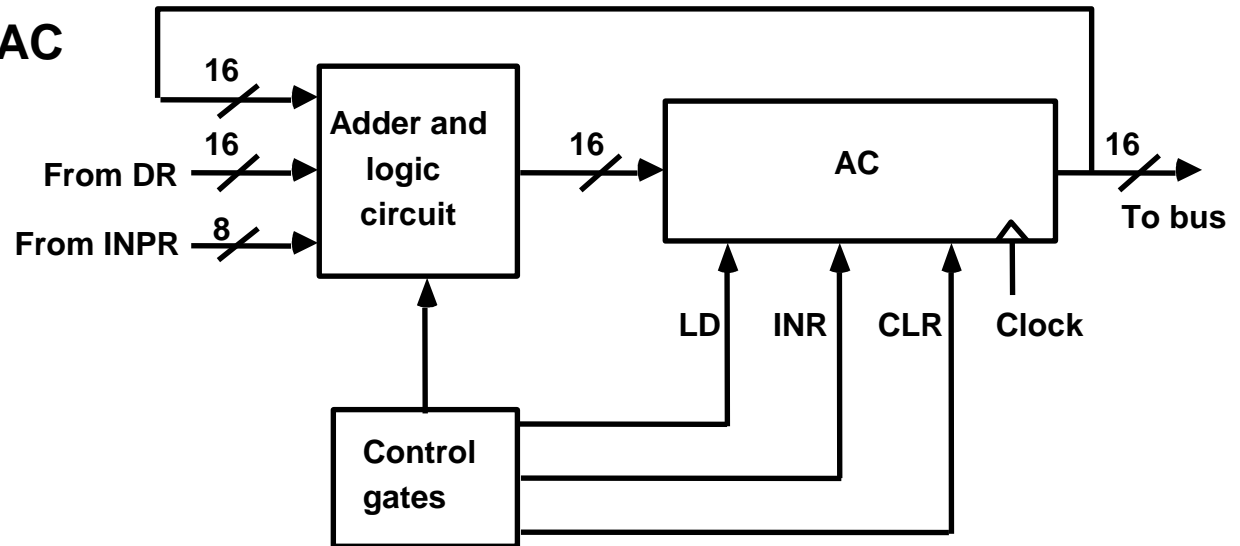 AC
16
Adder and
logic
circuit
16
From DR
8
From INPR
16
AC
16
To bus
LD
INR
CLR
Clock
Control
gates